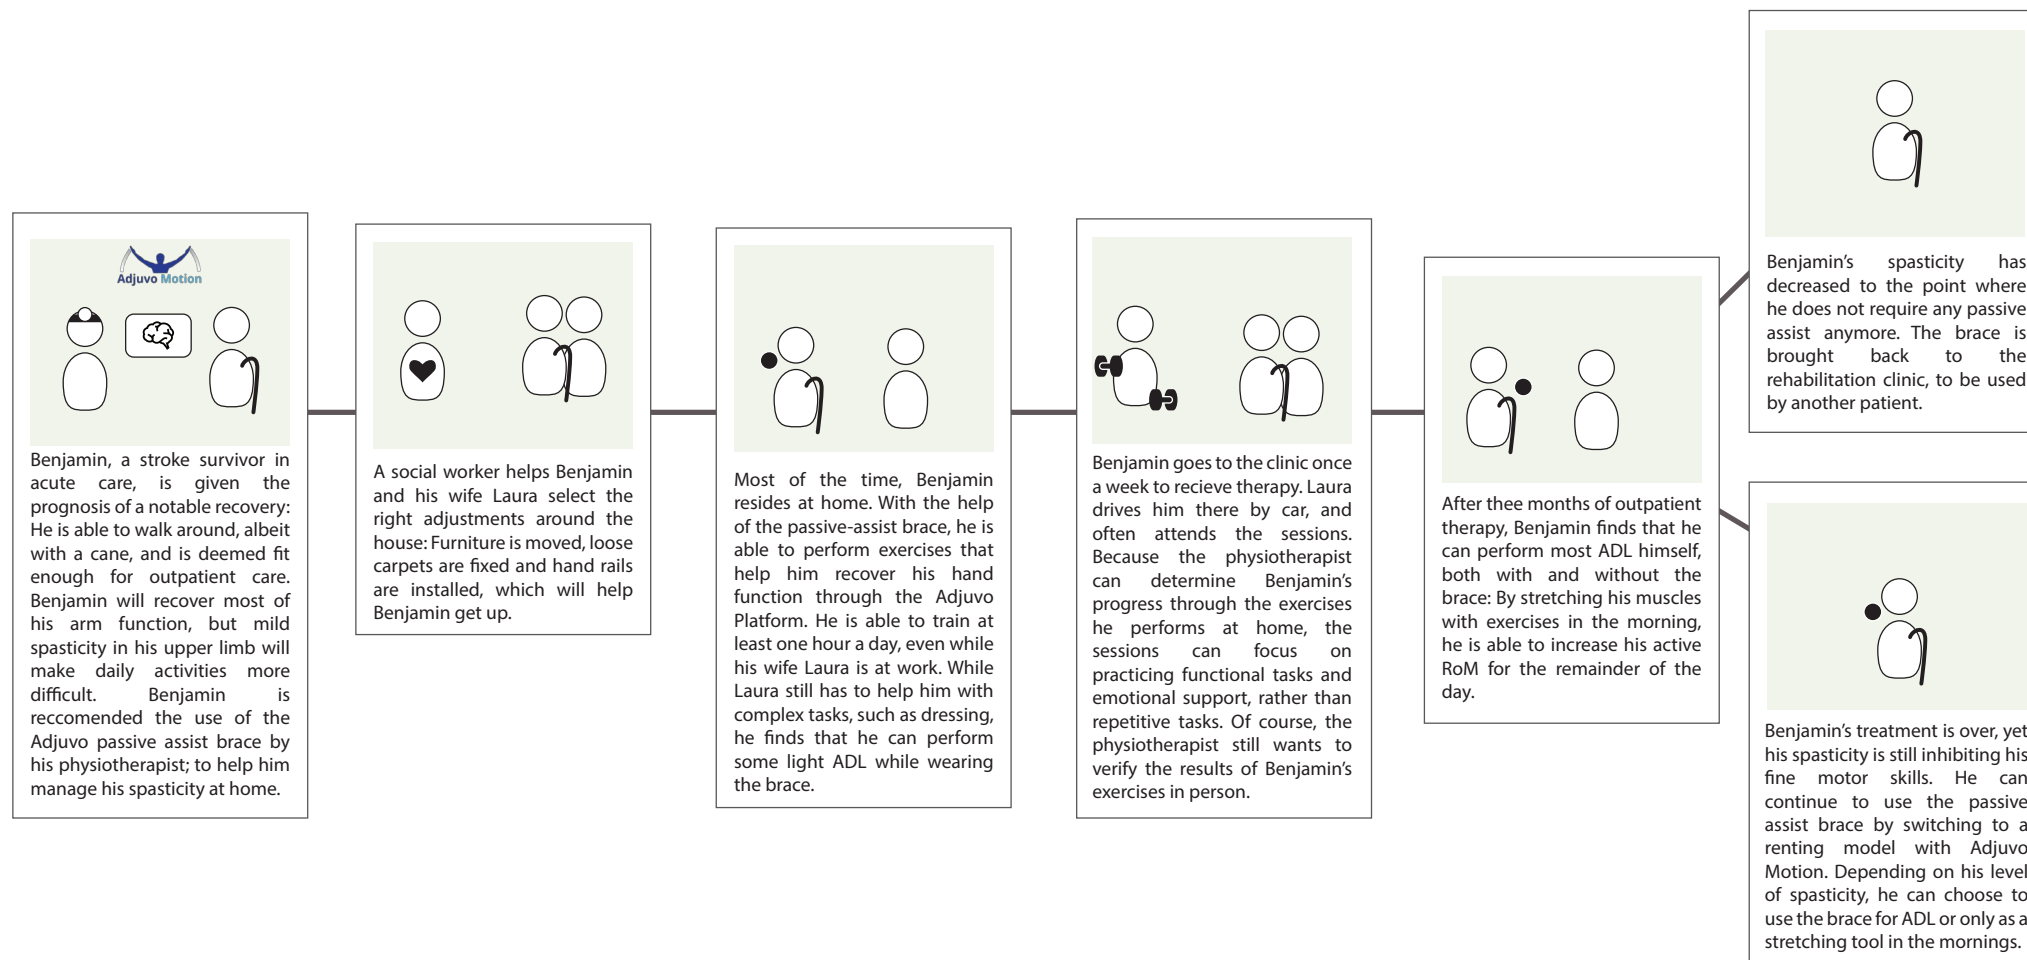 Adjuvo Motion
Benjamin, a stroke survivor in
acute care, is given the
prognosis of a notable recovery:
He is able to walk around, albeit
with a cane, and is deemed fit
enough for outpatient care.
Benjamin will recover most of
his arm function, but mild
spasticity in his upper limb will
make daily activities more
difficult. Benjamin is
reccomended the use of the
Adjuvo passive assist brace by
his physiotherapist; to help him
manage his spasticity at home.
A social worker helps Benjamin
and his wife Laura select the
right adjustments around the
house: Furniture is moved, loose
carpets are fixed and hand rails
are installed, which will help
Benjamin get up.
Most of the time, Benjamin
resides at home. With the help
of the passive-assist brace, he is
able to perform exercises that
help him recover his hand
function through the Adjuvo
Platform. He is able to train at
least one hour a day, even while
his wife Laura is at work. While
Laura still has to help him with
complex tasks, such as dressing,
he finds that he can perform
some light ADL while wearing
the brace.
Benjamin goes to the clinic once
a week to recieve therapy. Laura
drives him there by car, and
often attends the sessions.
Because the physiotherapist
can determine Benjamin's
progress through the exercises
he performs at home, the
sessions can focus on
practicing functional tasks and
emotional support, rather than
repetitive tasks. Of course, the
physiotherapist still wants to
verify the results of Benjamin's
exercises in person.
After thee months of outpatient
therapy, Benjamin finds that he
can perform most ADL himself,
both with and without the
brace: By stretching his muscles
with exercises in the morning,
he is able to increase his active
RoM for the remainder of the
day.
Benjamin's spasticity has
decreased to the point where
he does not require any passive
assist anymore. The brace is
brought back to the
rehabilitation clinic, to be used
by another patient.
Benjamin's treatment is over, yet
his spasticity is still inhibiting his
fine motor skills. He can
continue to use the passive
assist brace by switching to a
renting model with Adjuvo
Motion. Depending on his level
of spasticity, he can choose to
use the brace for ADL or only as a
stretching tool in the mornings.